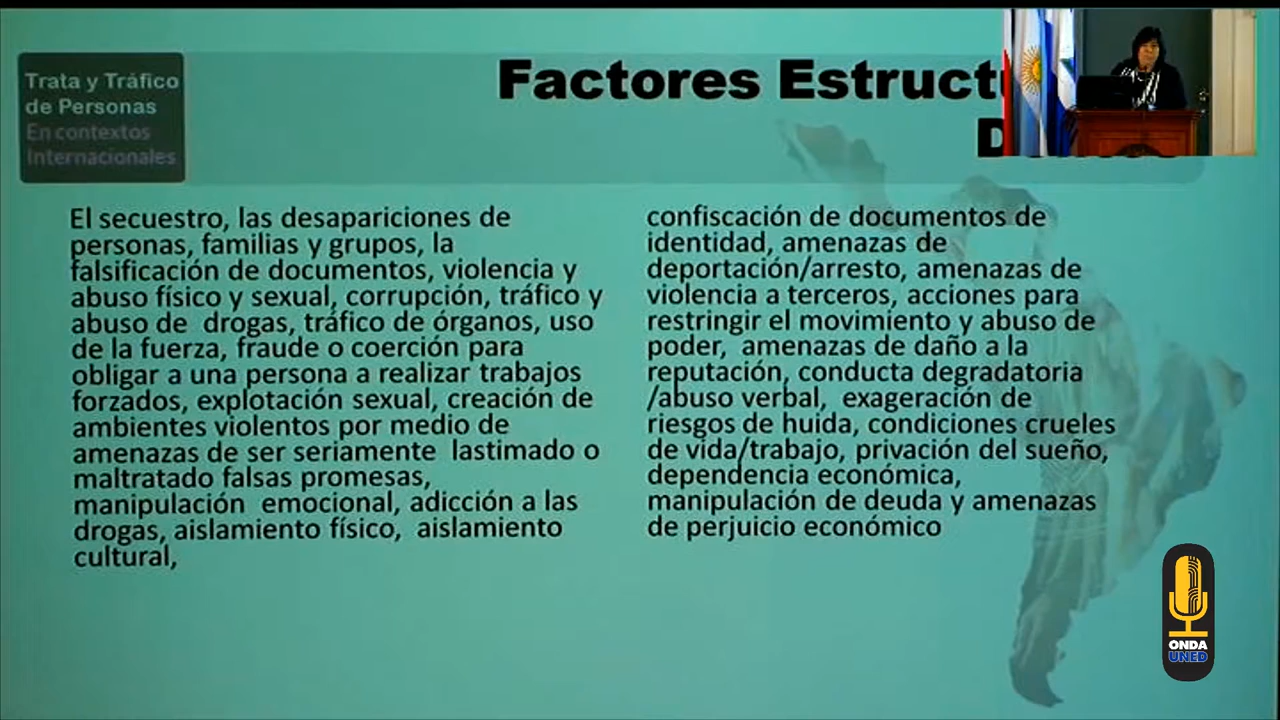 Trata y Tráfico
de Personas
En contextos
Internacionales
Factores
El secuestro, las desapariciones de
personas, familias y grupos, la
falsificación de documentos, violencia y
abuso físico y sexual, corrupción, tráfico y
abuso de drogas, tráfico de órganos, uso
de la fuerza, fraude o coerción para
obligar a una persona a realizar trabajos
forzados, explotación sexual, creación de
ambientes violentos por medio de
amenazas de ser seriamente lastimado o
maltratado falsas promesas,
manipulación emocional, adicción a las
drogas, aislamiento físico, aislamiento
cultural,
confiscación de documentos de
identidad, amenazas de
deportación/arresto, amenazas de
violencia a terceros, acciones para
restringir el movimiento y abuso de
poder, amenazas de daño a la
reputación, conducta degradatoria
/abuso verbal, exageración de
riesgos de huida, condiciones crueles
de vida/trabajo, privación del sueño,
dependencia económica,
manipulación de deuda y amenazas
de perjuicio económico
ONDA
UNED